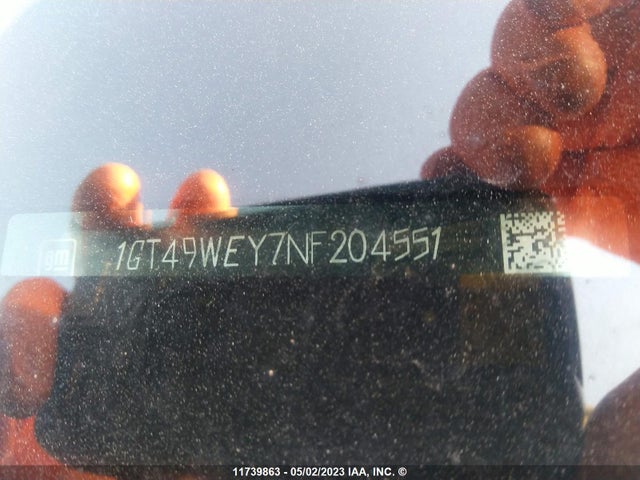 gm 1GT49WEY7NF204551
11739863 - 05/02/2023 IAA, INC. ©